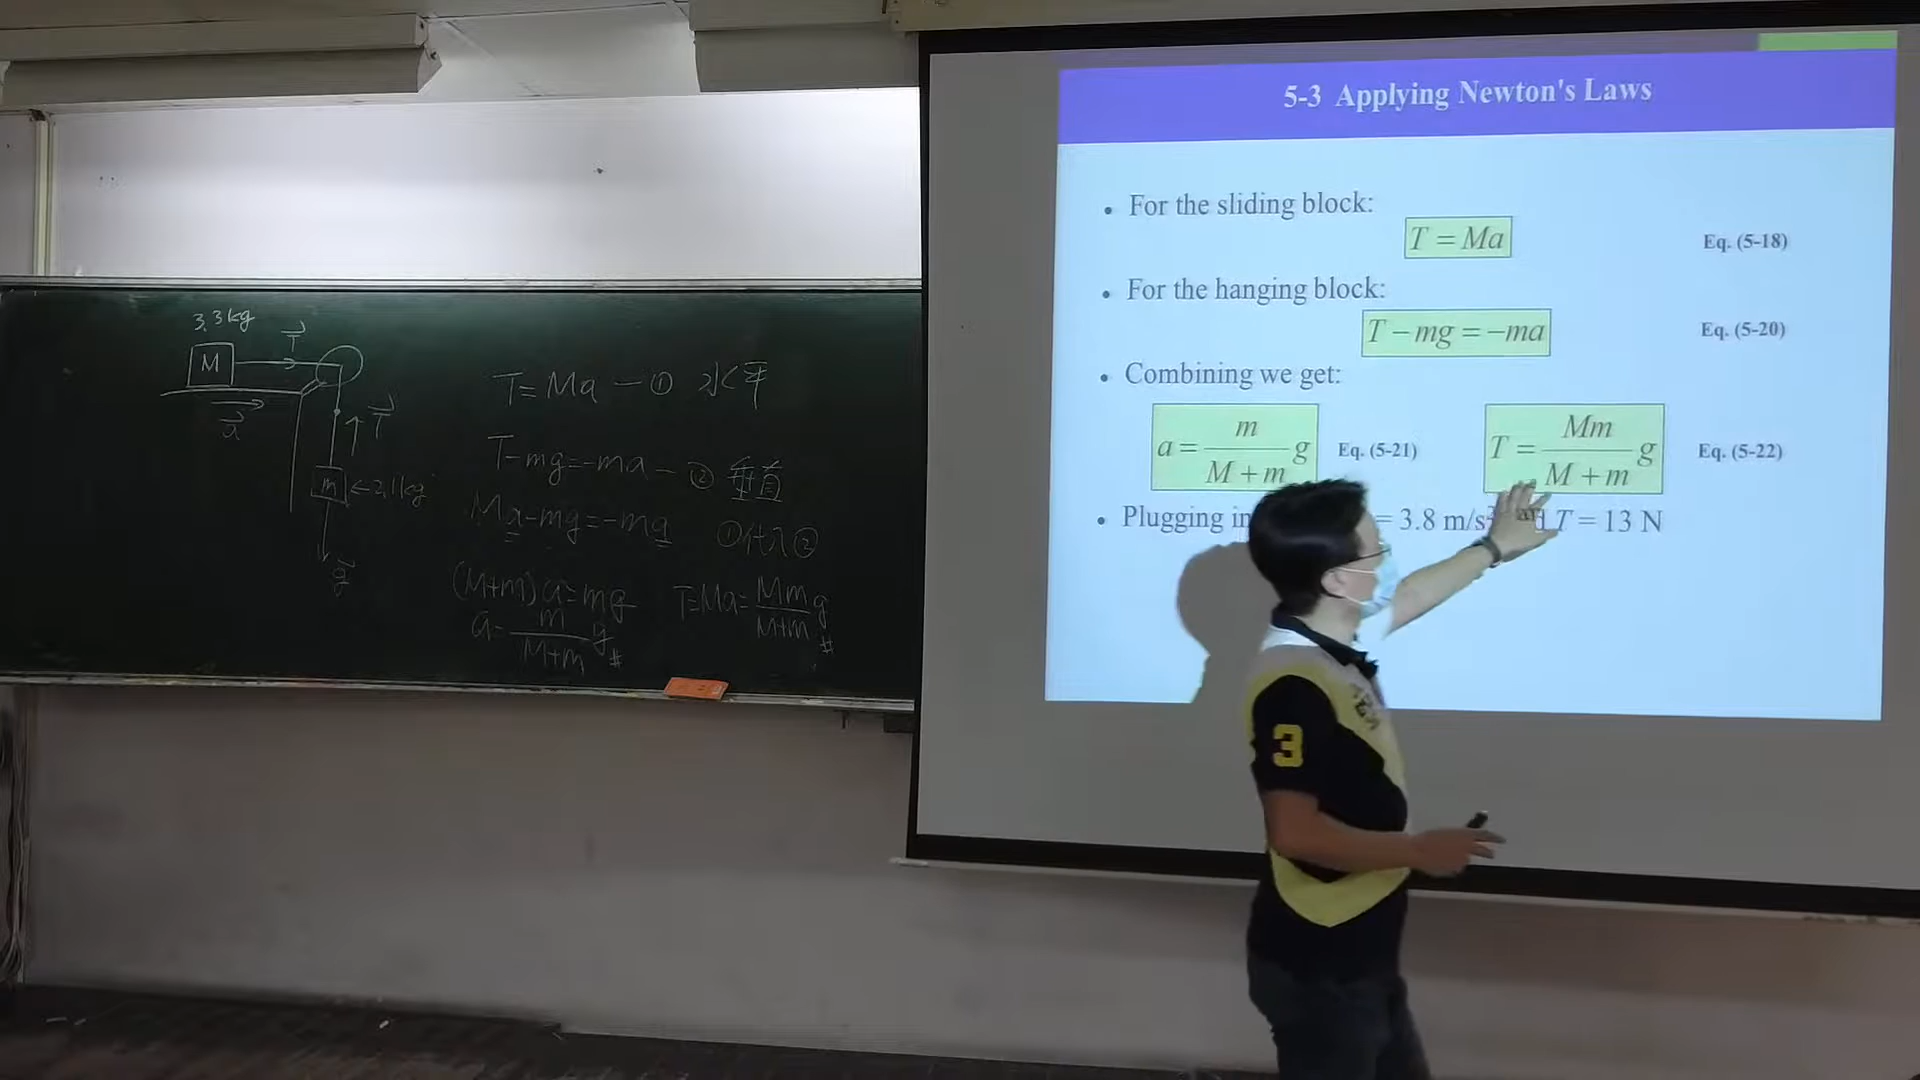 3.3kg
M
T
a
T
m
2.1kg
g
T=Ma—① 水平
T-mg=-ma—② 垂直
Ma-mg=-ma ①代入②
(M+m)a=mg
a=m/M+m g #
T=Ma=Mm/M+m g #
5-3 Applying Newton's Laws
• For the sliding block:
T = Ma Eq. (5-18)
• For the hanging block:
T − mg = −ma Eq. (5-20)
• Combining we get:
a = m/M + m g Eq. (5-21) T = Mm/M + m g Eq. (5-22)
• Plugging in = 3.8 m/s² T = 13 N
3